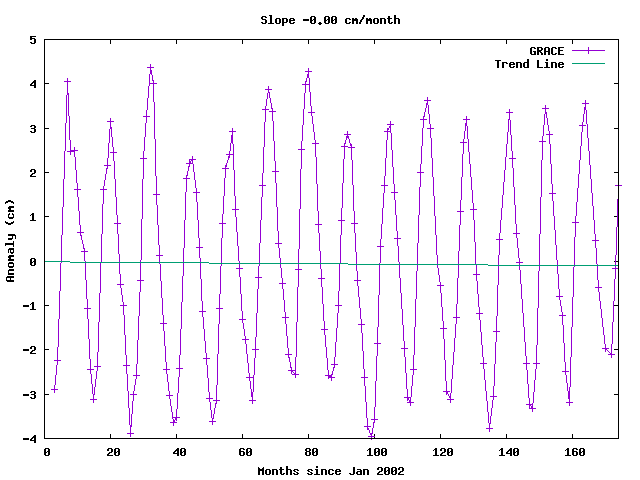 Slope -0.00 cm/month
GRACE
Trend Line
Anomaly (cm)
5
4
3
2
1
0
-1
-2
-3
-4
0 20 40 60 80 100 120 140 160
Months since Jan 2002